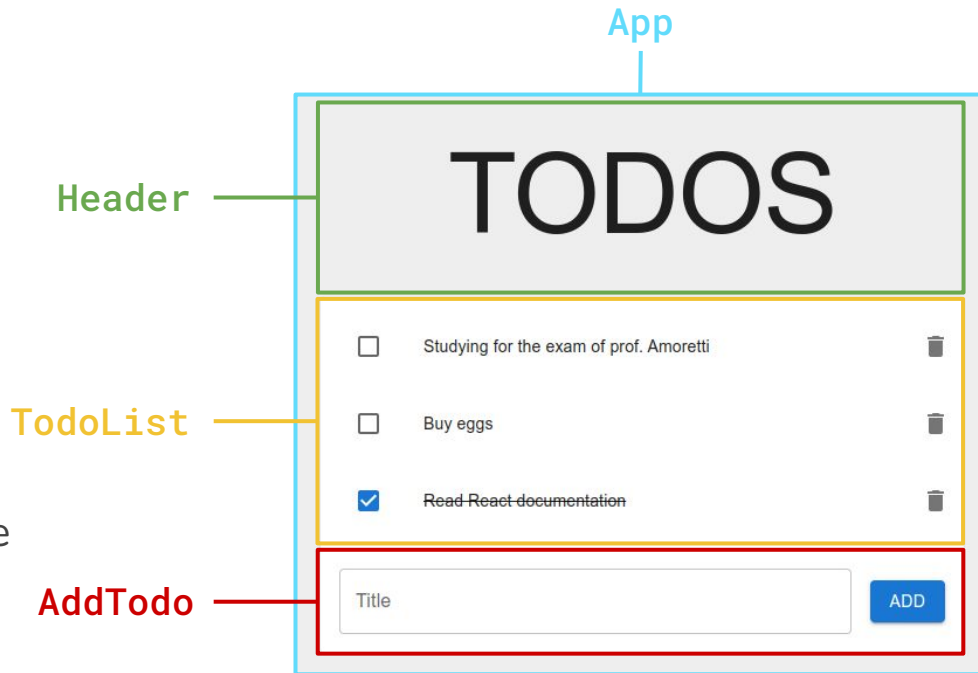 App
TODOS
Header
Studying for the exam of prof. Amoretti
TodoList
Buy eggs
Read React documentation
e
AddTodo
Title
ADD